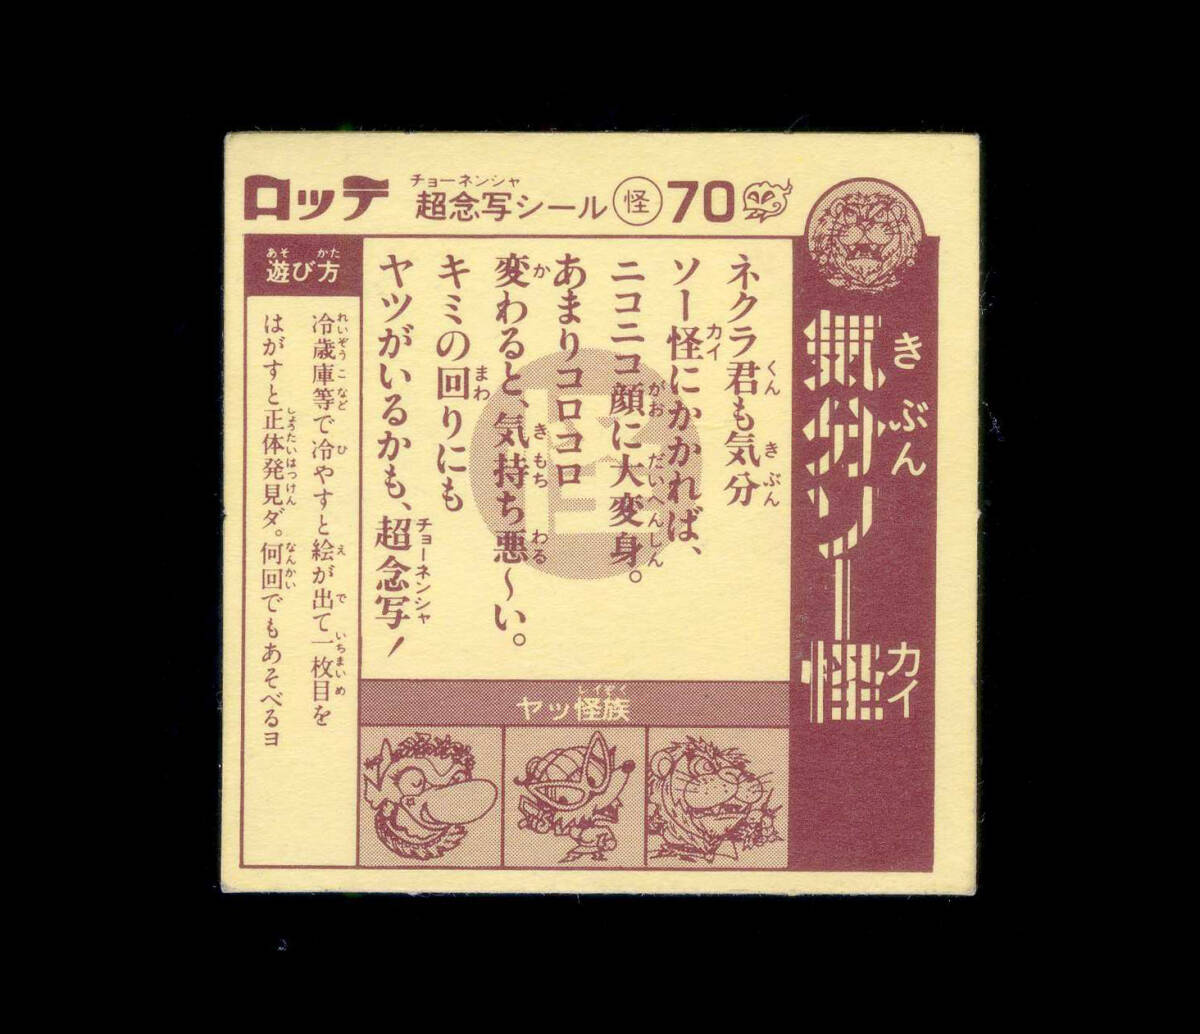 ロッテ
チョーネンシャ
超念写シール 怪 70
きぶん カイ
氣分ソー怪
くん きぶん
ネクラ君も気分
カイ
ソー怪にかかれば、
がお だいへんしん
ニコニコ顔に大変身。
あまりコロコロ
か きもち わる
変わると、気持ち悪〜い。
まわ
キミの回りにも
チョーネンシャ
ヤツがいるかも、超念写!
怪
ヤッ怪族
あそ かた
遊び方
れいぞうこなど ひ え で いちまいめ
冷歳庫等で冷やすと絵が出て一枚目を
しょうたいはっけん なんかい
はがすと正体発見ダ。何回でもあそべるヨ